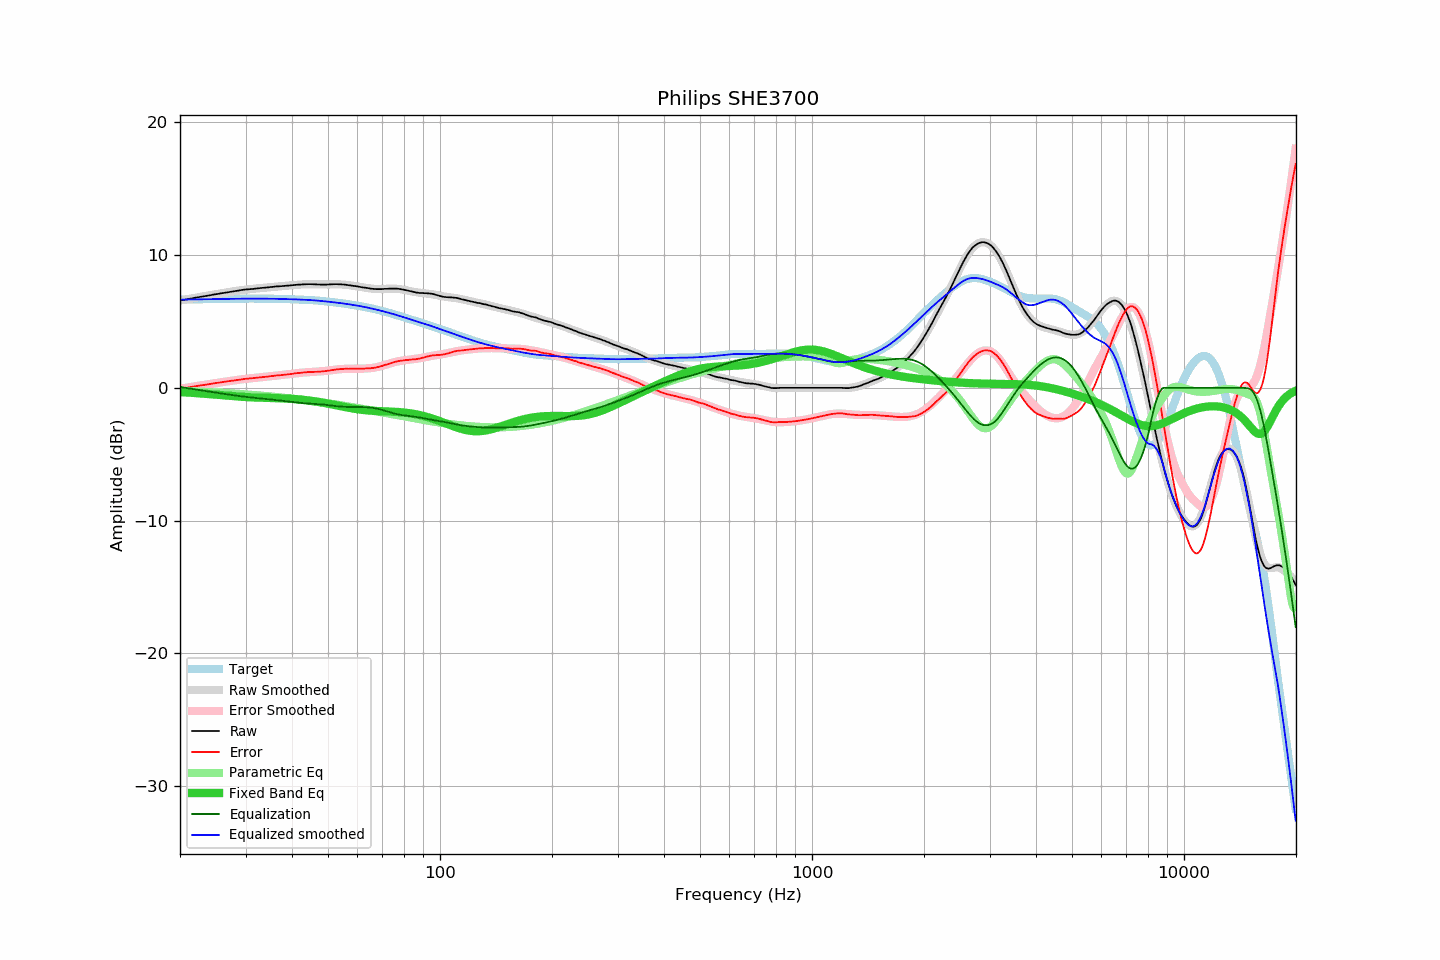 Philips SHE3700
20
10
0
−10
−20
−30
Amplitude (dBr)
Target
Raw Smoothed
Error Smoothed
Raw
Error
Parametric Eq
Fixed Band Eq
Equalization
Equalized smoothed
100
1000
10000
Frequency (Hz)